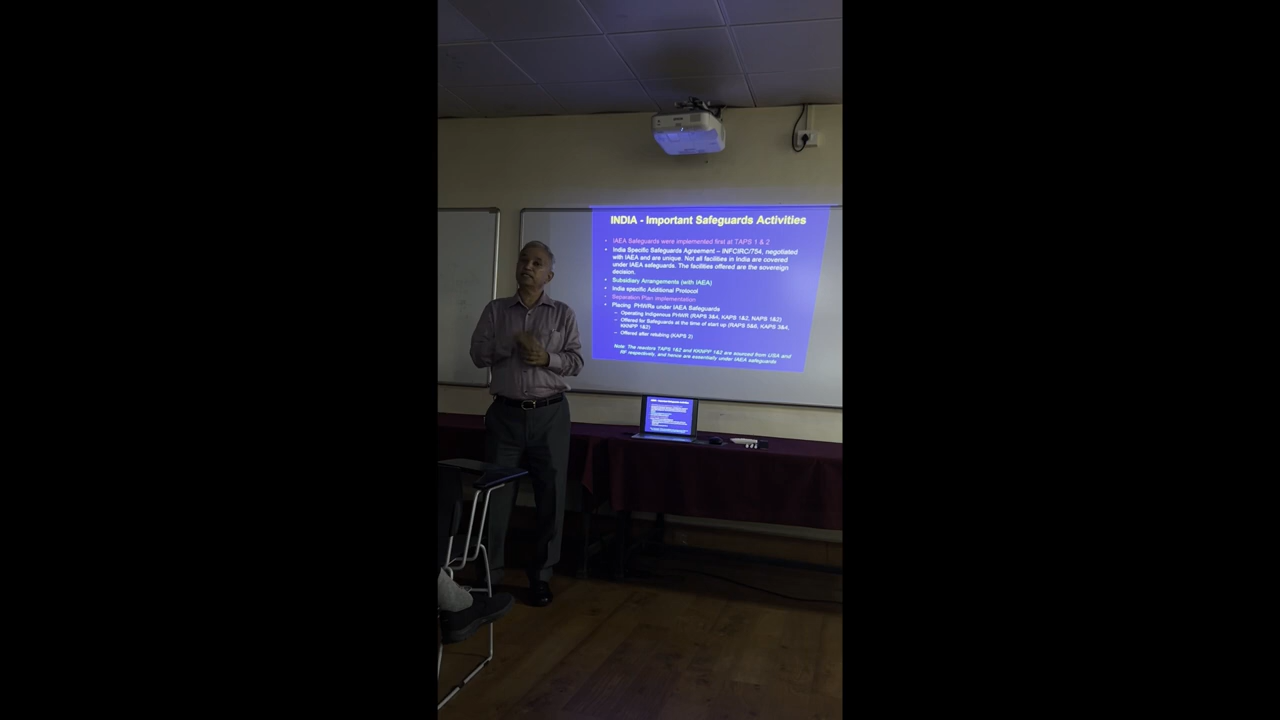 INDIA - Important Safeguards Activities
• IAEA Safeguards were implemented first at TAPS 1 & 2
• India Specific Safeguards Agreement – INFCIRC/754, negotiated
with IAEA and are unique. Not all facilities in India are covered
under IAEA safeguards. The facilities offered are the sovereign
decision.
• Subsidiary Arrangements (with IAEA)
• India specific Additional Protocol
• Separation Plan implementation
• Placing PHWRs under IAEA Safeguards
– Operating Indigenous PHWR (RAPS 3&4, KAPS 1&2, NAPS 1&2)
– Offered for Safeguards at the time of start up (RAPS 5&6, KAPS 3&4,
KKNPP 1&2)
– Offered after retubing (KAPS 2)
Note: The reactors TAPS 1&2 and KKNPP 1&2 are sourced from USA and
RF respectively, and hence are essentially under IAEA safeguards
INDIA - Important Safeguards Activities